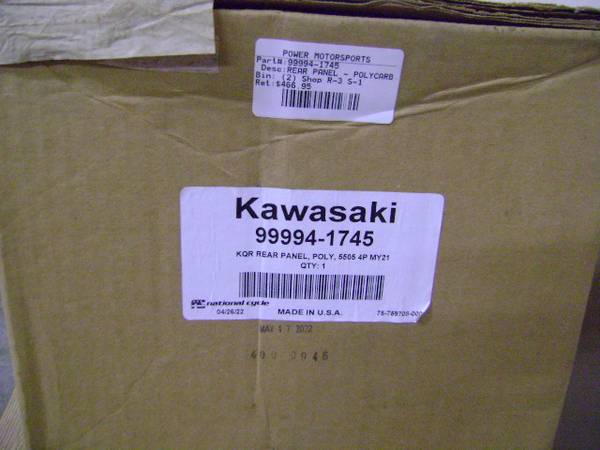 POWER MOTORSPORTS
Part#: 99994-1745
Desc: REAR PANEL - POLYCARB
Bin: (2) Shop R-3 S-1
Ret: $466.95
Kawasaki
99994-1745
KQR REAR PANEL, POLY, 5505 4P MY21
QTY: 1
national cycle
04/26/22 MADE IN U.S.A.
MAY 17 2022